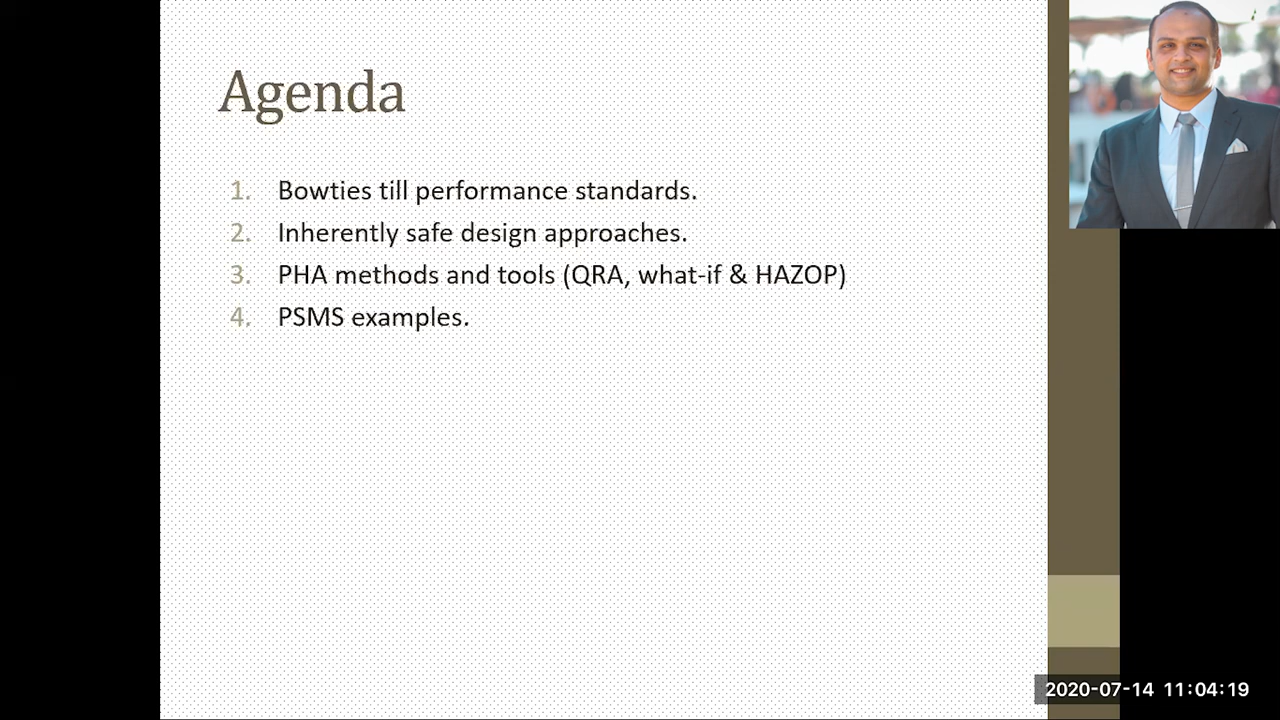 Agenda
1. Bowties till performance standards.
2. Inherently safe design approaches.
3. PHA methods and tools (QRA, what-if & HAZOP)
4. PSMS examples.
2020-07-14 11:04:19